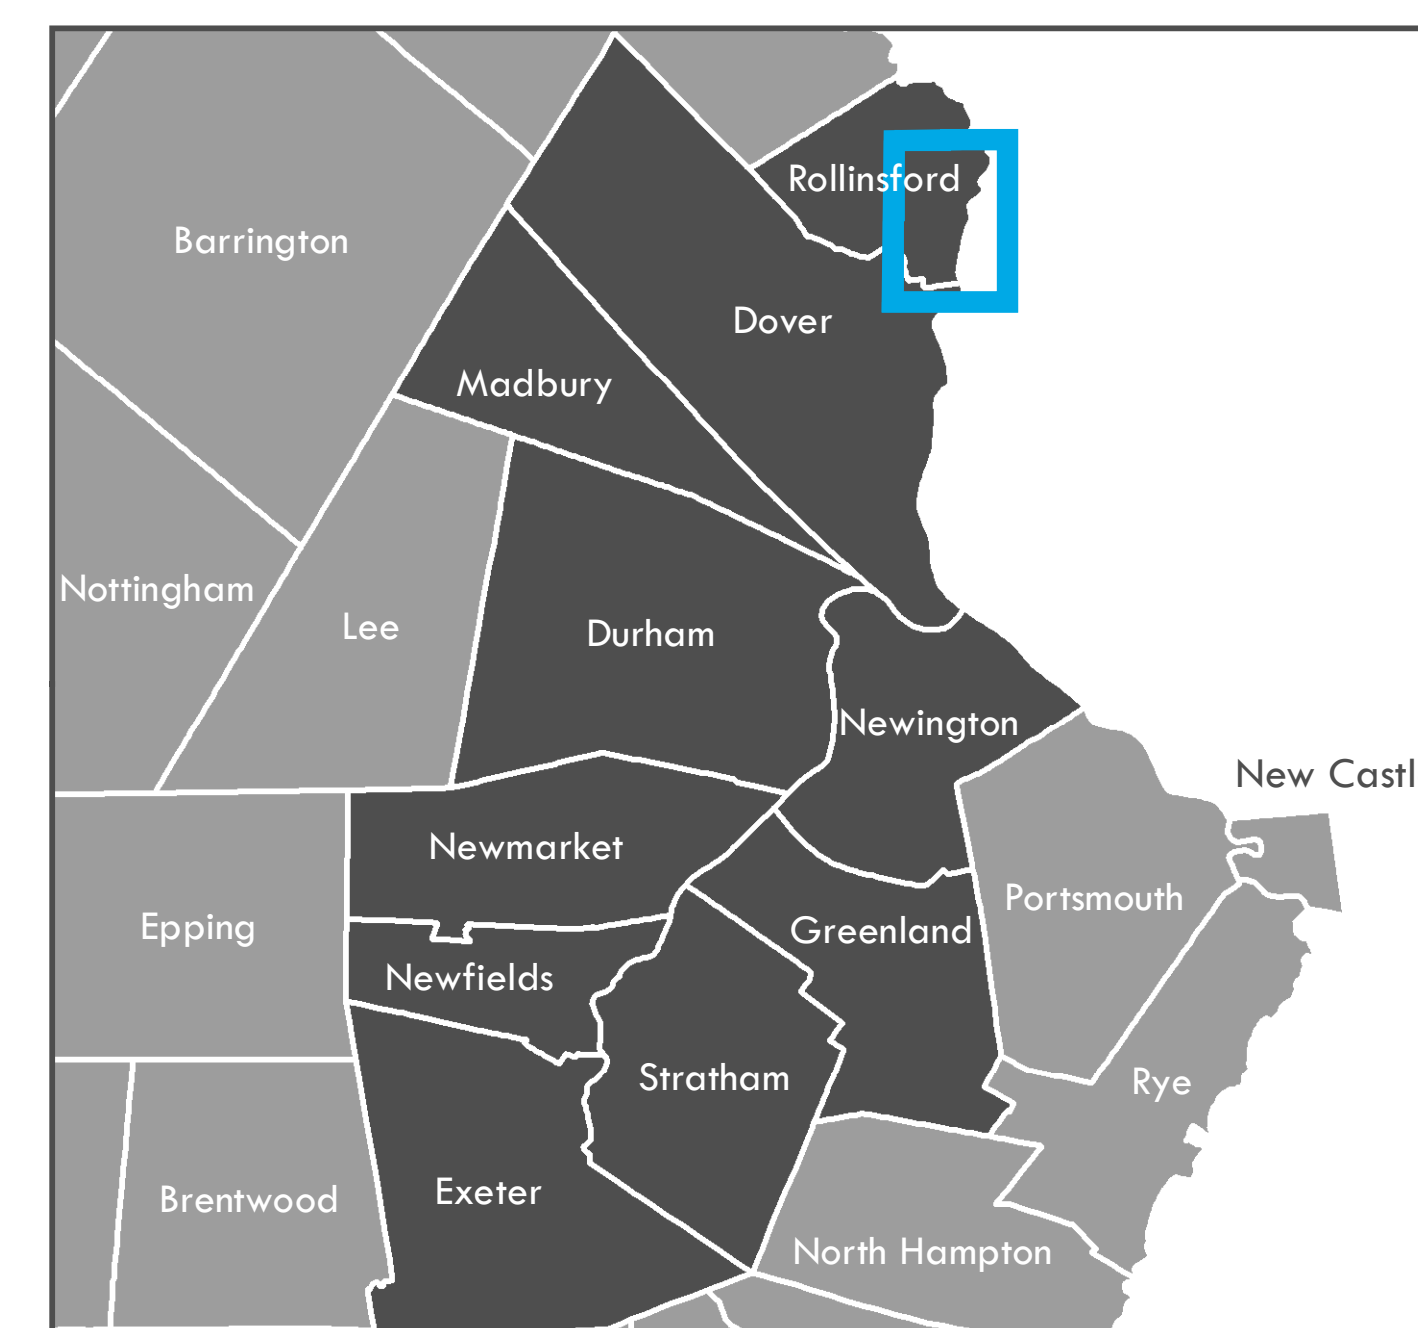 Rollinsford
Barrington
Dover
Madbury
Nottingham
Lee
Durham
Newington
New Castl
Newmarket
Portsmouth
Epping
Greenland
Newfields
Stratham
Rye
Exeter
Brentwood
North Hampton